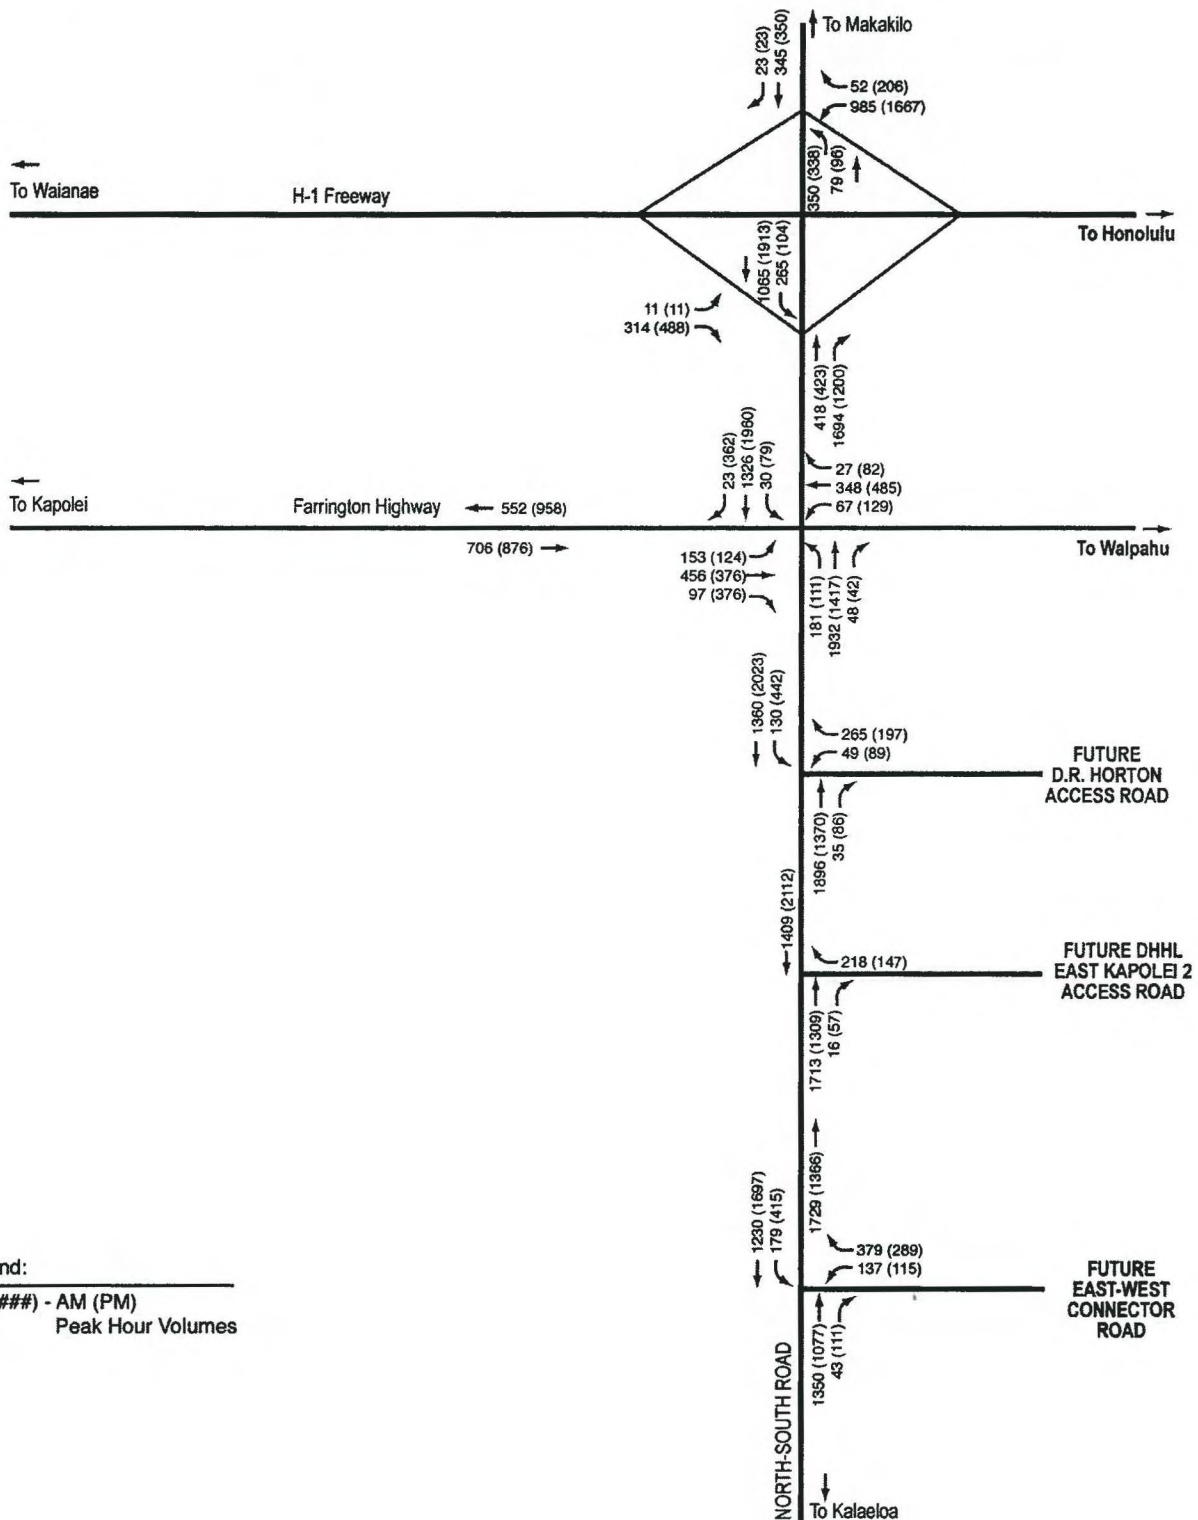 To Makakilo
23 (23)
345 (350)
52 (206)
985 (1667)
To Waianae
H-1 Freeway
350 (338)
79 (96)
To Honolulu
1065 (1913)
265 (104)
11 (11)
314 (488)
418 (423)
1694 (1200)
23 (362)
1326 (1960)
30 (79)
27 (82)
348 (485)
67 (129)
To Kapolei
Farrington Highway
552 (958)
706 (876)
To Walpahu
153 (124)
456 (376)
97 (376)
181 (111)
1932 (1417)
48 (42)
1360 (2023)
130 (442)
265 (197)
49 (89)
FUTURE
D.R. HORTON
ACCESS ROAD
1896 (1370)
35 (86)
1409 (2112)
218 (147)
FUTURE DHHL
EAST KAPOLEI 2
ACCESS ROAD
1713 (1309)
16 (57)
1729 (1366)
1230 (1697)
179 (415)
379 (289)
137 (115)
FUTURE
EAST-WEST
CONNECTOR
ROAD
1350 (1077)
43 (111)
nd:
###) - AM (PM)
Peak Hour Volumes
NORTH-SOUTH ROAD
To Kalaeloa